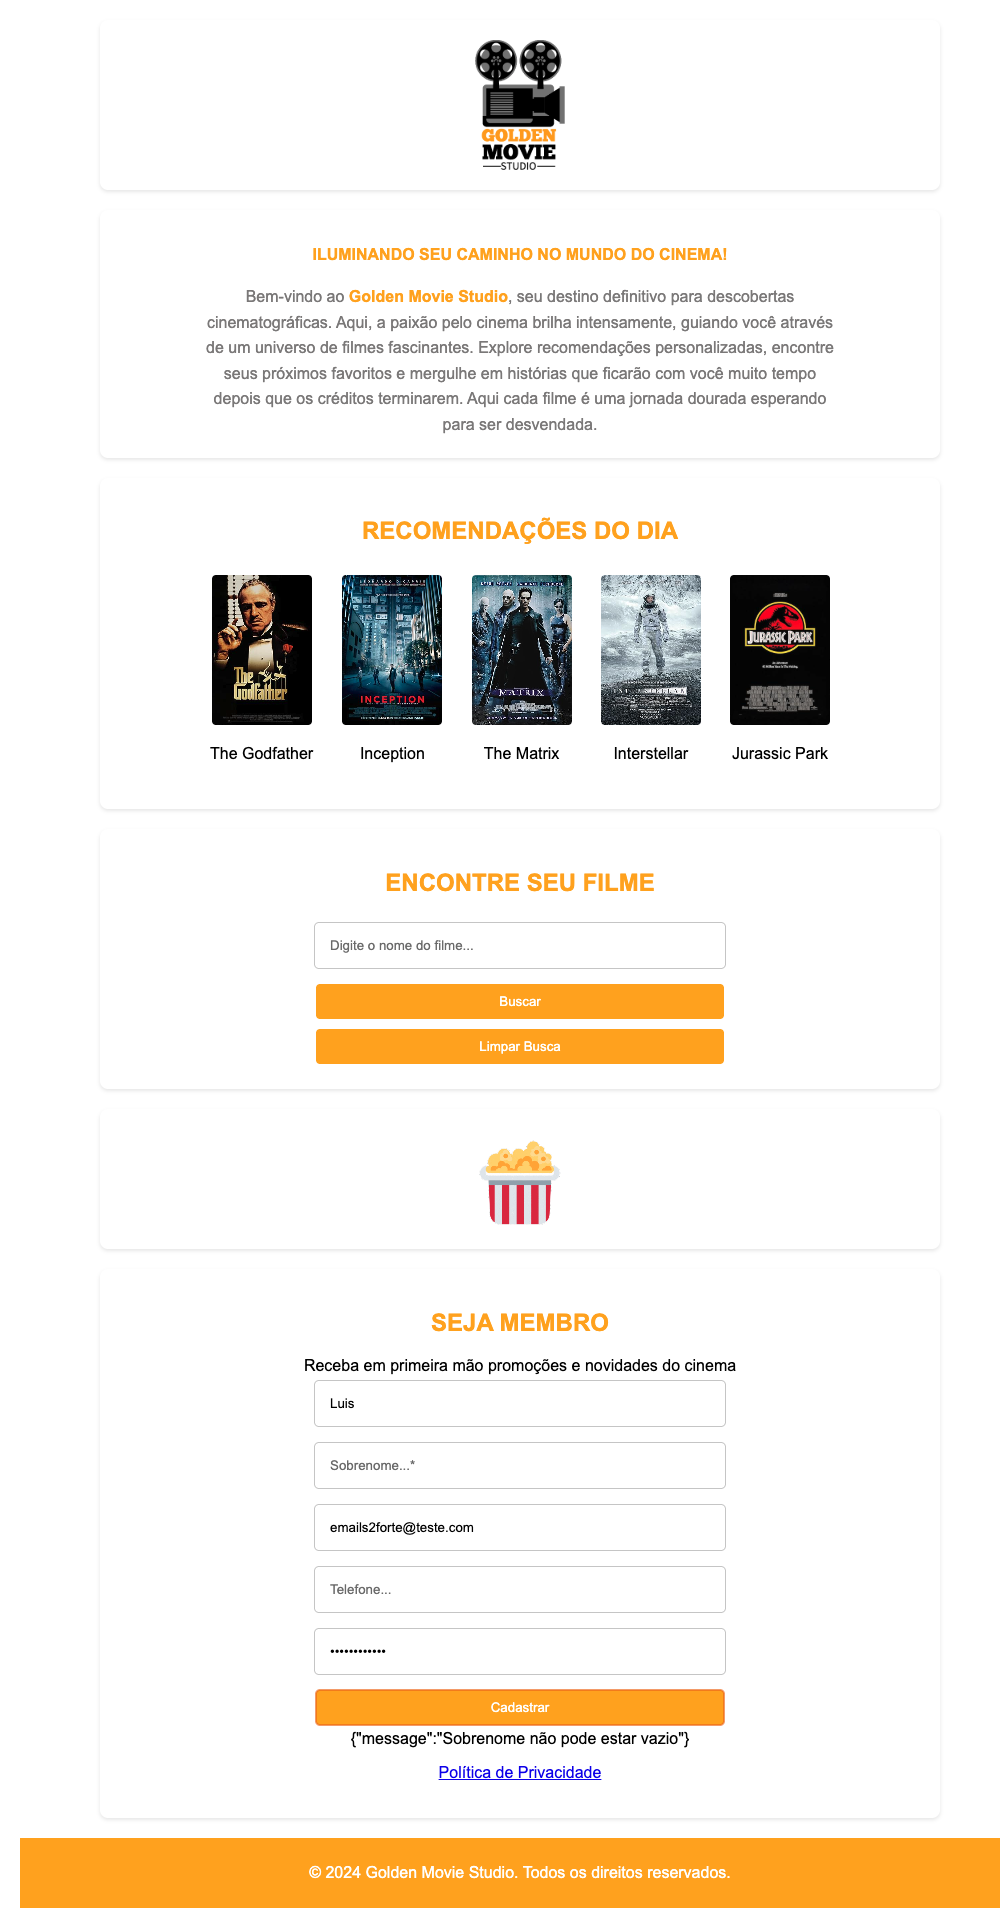 GOLDEN
MOVIE
STUDIO
ILUMINANDO SEU CAMINHO NO MUNDO DO CINEMA!
Bem-vindo ao Golden Movie Studio, seu destino definitivo para descobertas
cinematográficas. Aqui, a paixão pelo cinema brilha intensamente, guiando você através
de um universo de filmes fascinantes. Explore recomendações personalizadas, encontre
seus próximos favoritos e mergulhe em histórias que ficarão com você muito tempo
depois que os créditos terminarem. Aqui cada filme é uma jornada dourada esperando
para ser desvendada.
RECOMENDAÇÕES DO DIA
The Godfather
INCEPTION
MATRIX
INTERSTELLAR
JURASSIC PARK
The Godfather
Inception
The Matrix
Interstellar
Jurassic Park
ENCONTRE SEU FILME
Digite o nome do filme...
Buscar
Limpar Busca
SEJA MEMBRO
Receba em primeira mão promoções e novidades do cinema
Luis
Sobrenome...*
emails2forte@teste.com
Telefone...
••••••••••••
Cadastrar
{"message":"Sobrenome não pode estar vazio"}
Política de Privacidade
© 2024 Golden Movie Studio. Todos os direitos reservados.